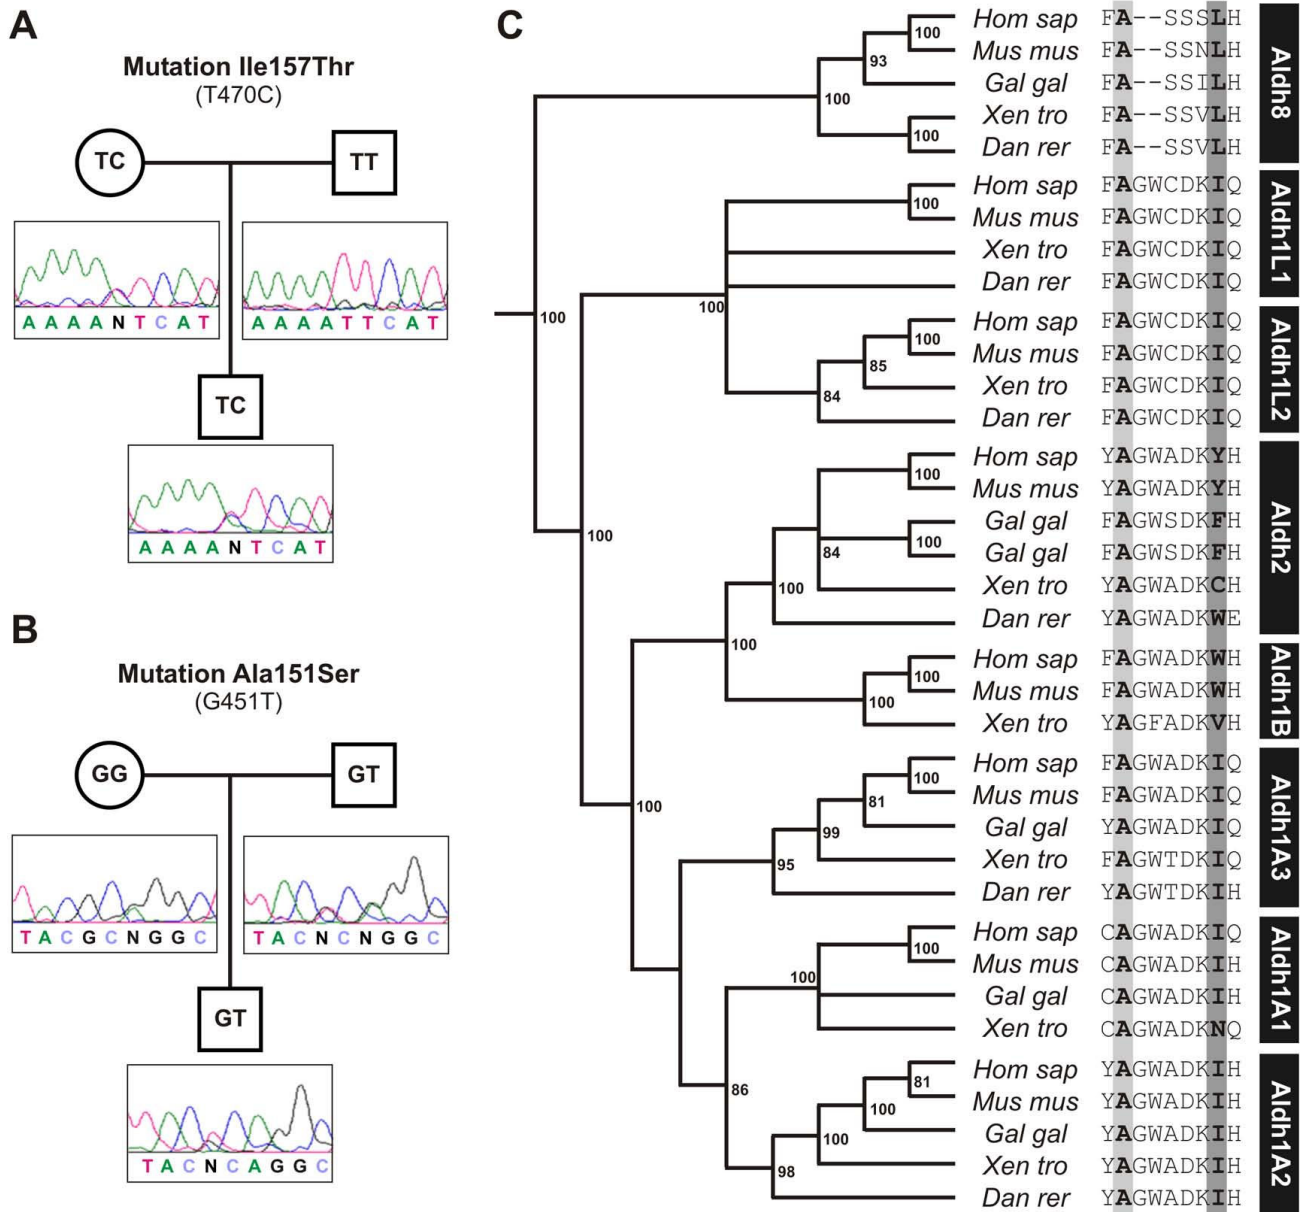 A
Mutation Ile157Thr
(T470C)
TC
TT
A A A A N T C A T
A A A A T T C A T
TC
A A A A N T C A T
B
Mutation Ala151Ser
(G451T)
GG
GT
T A C G C N G G C
T A C N C N G G C
GT
T A C N C A G G C
C
Hom sap FA--SSSLH
Mus mus FA--SSNLH
Gal gal FA--SSILH
Xen tro FA--SSVLH
Dan rer FA--SSVLH
Aldh8
100
93
100
100
Hom sap FAGWCDKIQ
Mus mus FAGWCDKIQ
Xen tro FAGWCDKIQ
Dan rer FAGWCDKIQ
Aldh1L1
100
100
100
Hom sap FAGWCDKIQ
Mus mus FAGWCDKIQ
Xen tro FAGWCDKIQ
Dan rer FAGWCDKIQ
Aldh1L2
100
85
84
Hom sap YAGWADKYH
Mus mus YAGWADKYH
Gal gal FAGWSDKFH
Gal gal FAGWSDKFH
Xen tro YAGWADKCH
Dan rer YAGWADKWE
Aldh2
100
100
84
100
100
100
Hom sap FAGWADKWH
Mus mus FAGWADKWH
Xen tro YAGFADKVH
Aldh1B
100
100
Hom sap FAGWADKIQ
Mus mus FAGWADKIQ
Gal gal YAGWADKIQ
Xen tro FAGWTDKIQ
Dan rer YAGWTDKIH
Aldh1A3
100
100
81
99
95
Hom sap CAGWADKIQ
Mus mus CAGWADKIH
Gal gal CAGWADKIH
Xen tro CAGWADKNQ
Aldh1A1
100
100
86
Hom sap YAGWADKIH
Mus mus YAGWADKIH
Gal gal YAGWADKIH
Xen tro YAGWADKIH
Dan rer YAGWADKIH
Aldh1A2
81
100
100
98